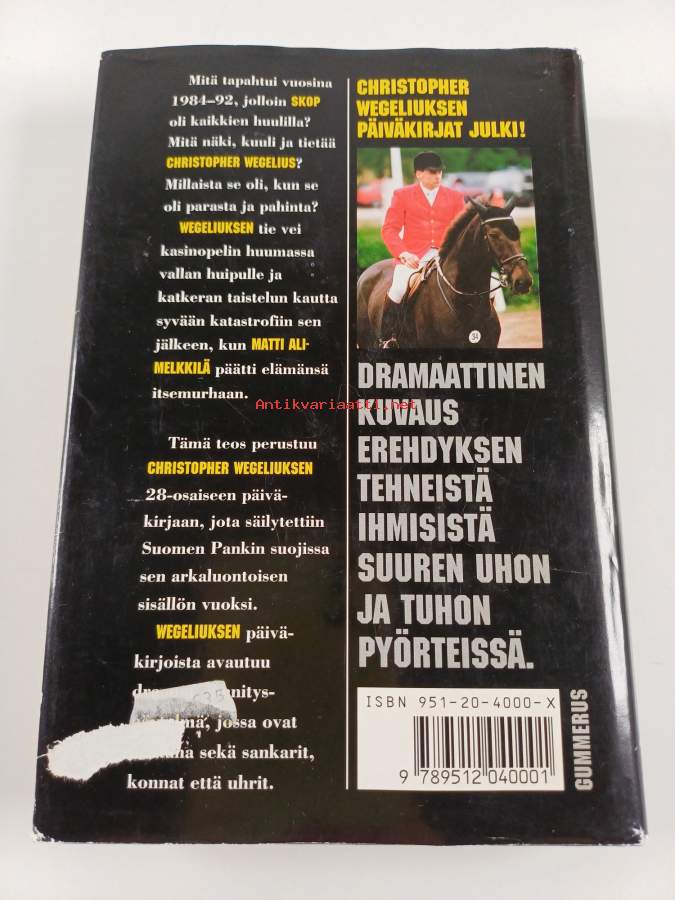 Mitä tapahtui vuosina
1984–92, jolloin SKOP
oli kaikkien huulilla?
Mitä näki, kuuli ja tietää
CHRISTOPHER WEGELIUS?
Millaista se oli, kun se
oli parasta ja pahinta?
WEGELIUKSEN tie vei
kasinopelin huumassa
vallan huipulle ja
katkeran taistelun kautta
syvään katastrofiin sen
jälkeen, kun MATTI ALI-
MELKKILÄ päätti elämänsä
itsemurhaan.
Tämä teos perustuu
CHRISTOPHER WEGELIUKSEN
28-osaiseen päivä-
kirjaan, jota säilytettiin
Suomen Pankin suojissa
sen arkaluontoisen
sisällön vuoksi.
WEGELIUKSEN päivä-
kirjoista avautuu
jossa ovat
sekä sankarit,
konnat että uhrit.
CHRISTOPHER
WEGELIUKSEN
PÄIVÄKIRJAT JULKI!
34
DRAMAATTINEN
KUVAUS
EREHDYKSEN
TEHNEISTÄ
IHMISISTÄ
SUUREN UHON
JA TUHON
PYÖRTEISSÄ.
ISBN 951-20-4000-X
9 789512 040001
GUMMERUS
Antikvariaatti.net